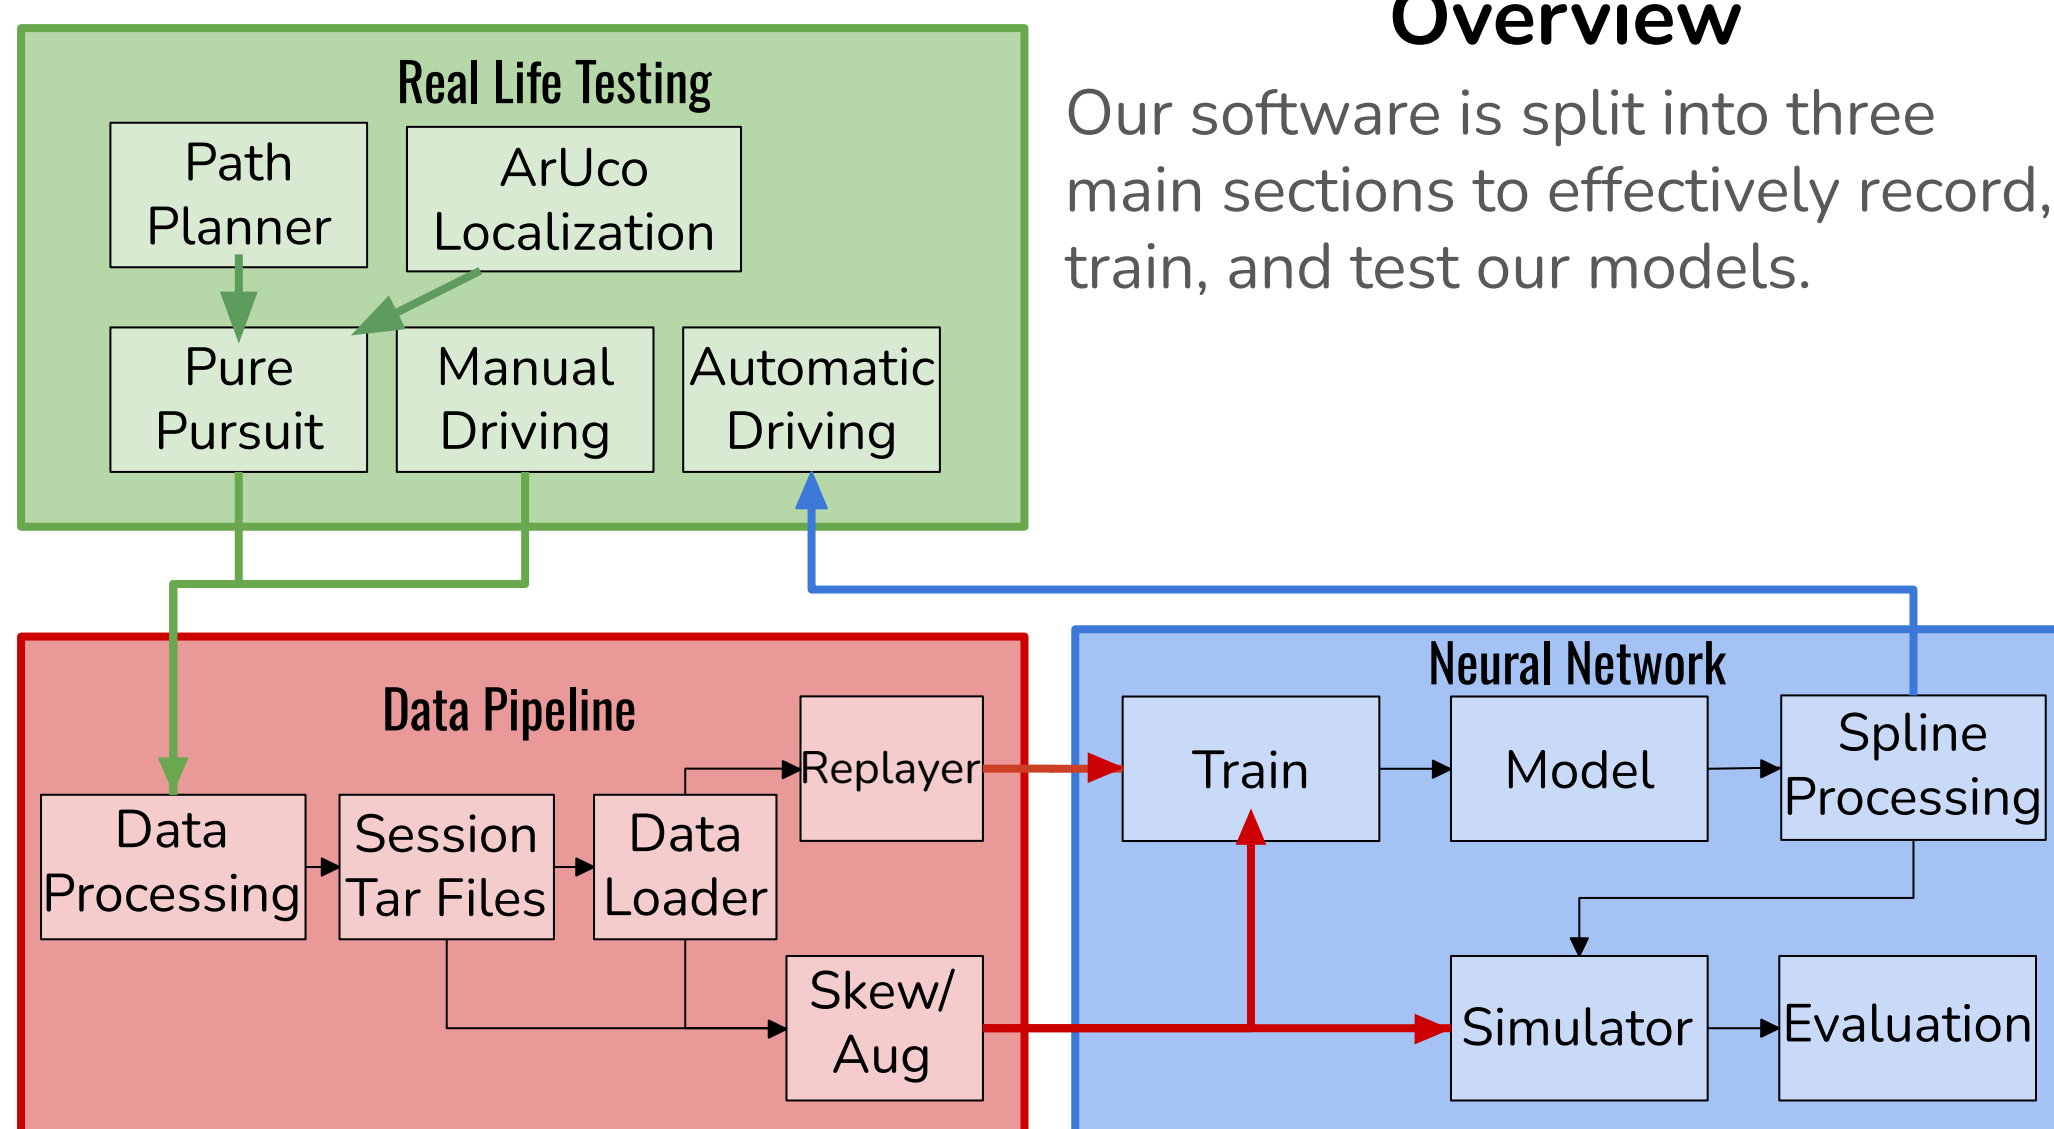 Overview
Our software is split into three
main sections to effectively record,
train, and test our models.
Real Life Testing
Path
Planner
ArUco
Localization
Pure
Pursuit
Manual
Driving
Automatic
Driving
Data Pipeline
Data
Processing
Session
Tar Files
Data
Loader
Replayer
Skew/
Aug
Neural Network
Train
Model
Spline
Processing
Simulator
Evaluation